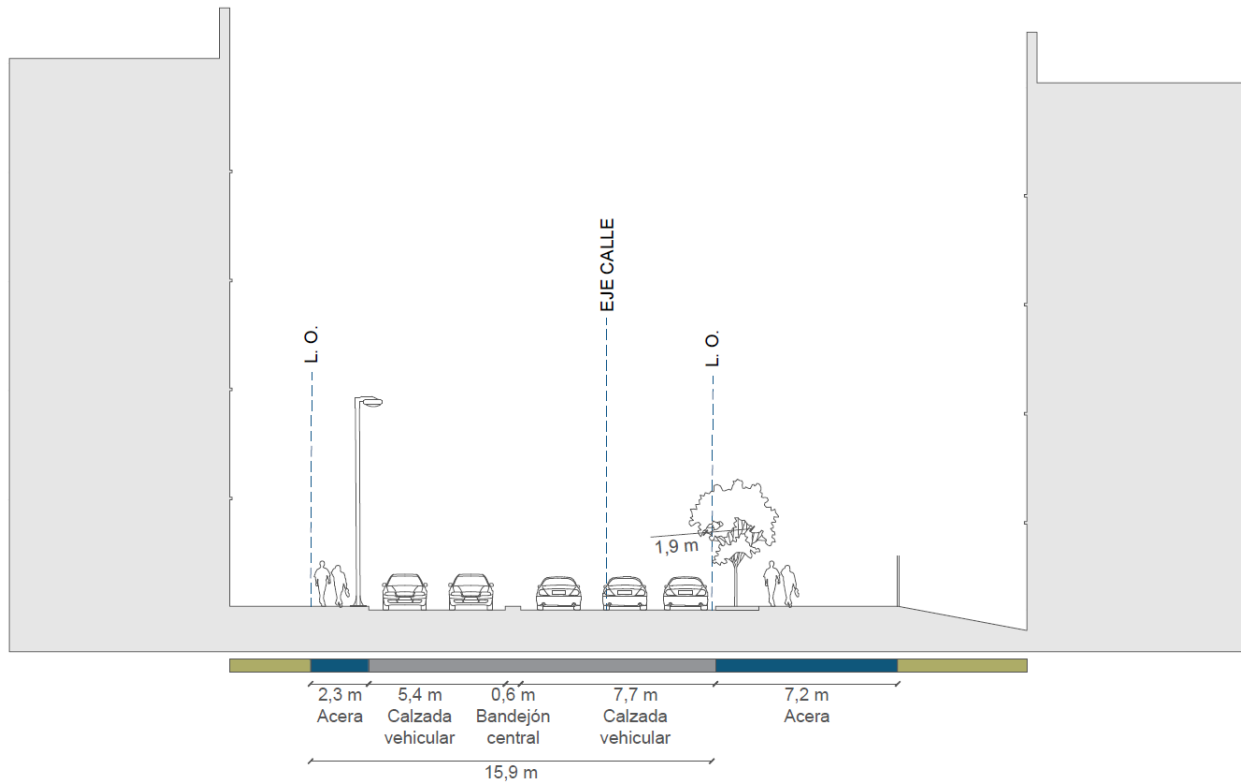 EJE CALLE
L. O.
L. O.
1,9 m
2,3 m
Acera
5,4 m
Calzada
vehicular
0,6 m
Bandejón
central
7,7 m
Calzada
vehicular
7,2 m
Acera
15,9 m